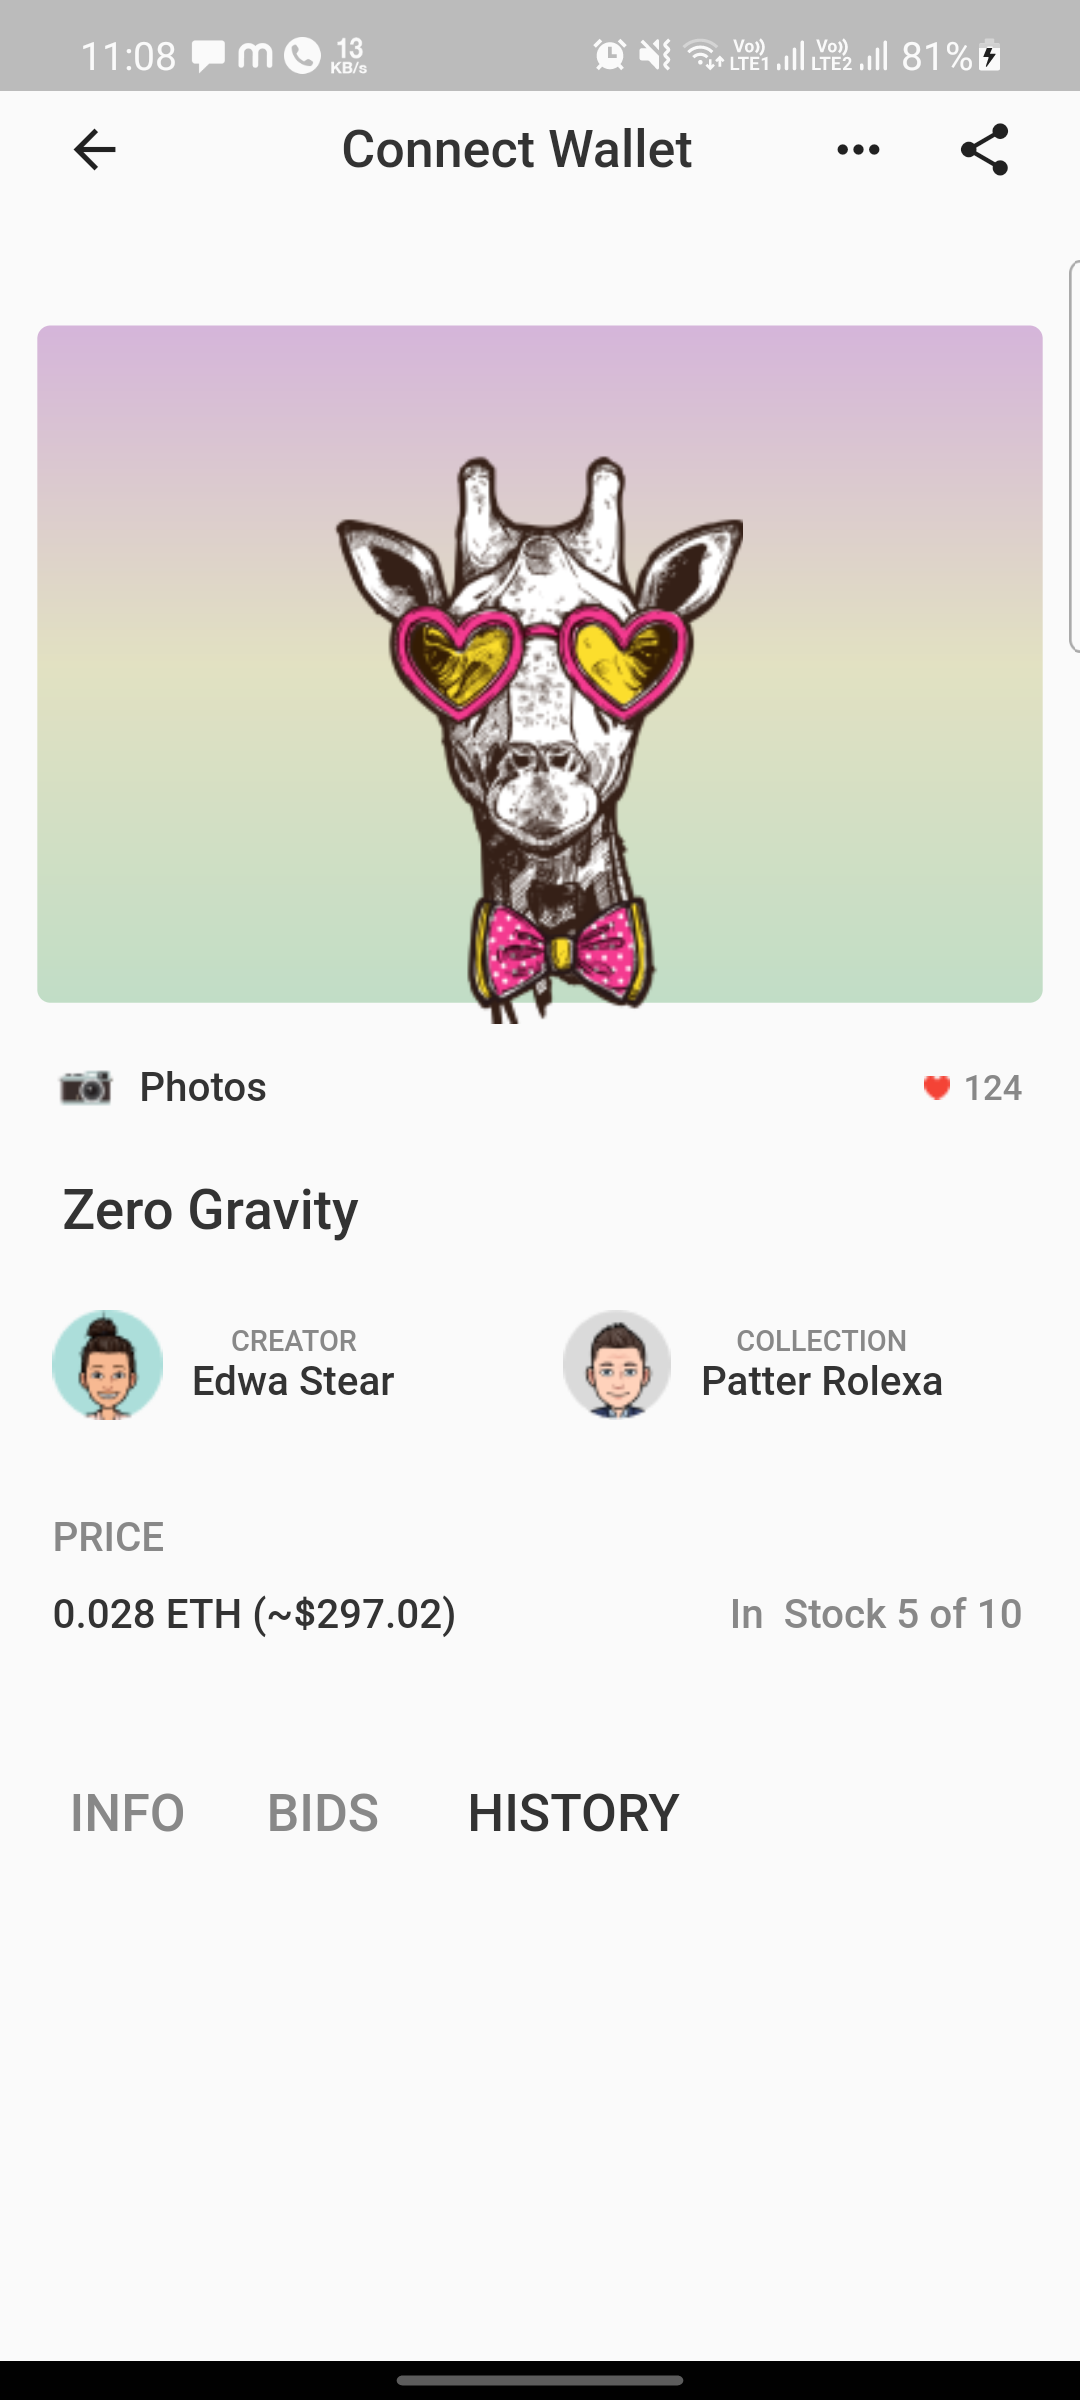 11:08 13 KB/s Vo)) LTE1 Vo)) LTE2 81%
Connect Wallet
Photos 124
Zero Gravity
CREATOR COLLECTION
Edwa Stear Patter Rolexa
PRICE
0.028 ETH (~$297.02) In Stock 5 of 10
INFO BIDS HISTORY